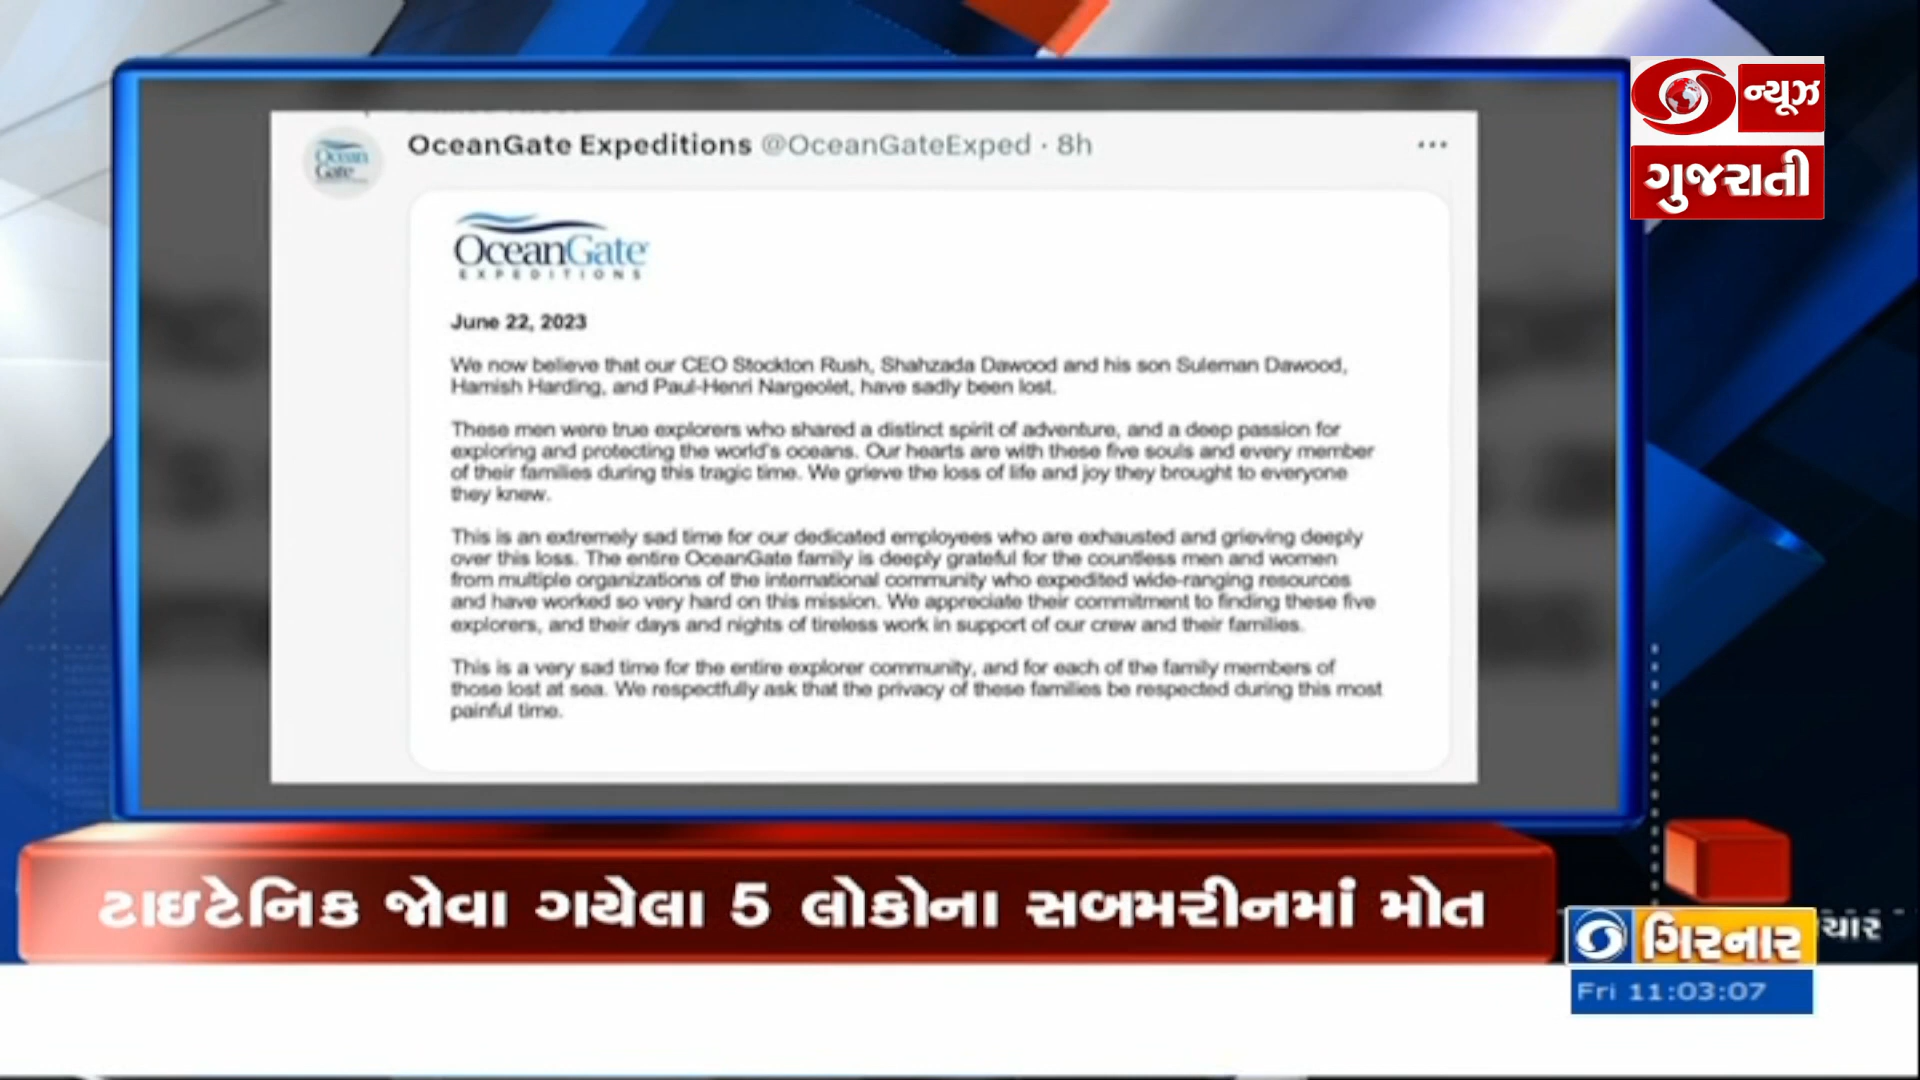 ન્યૂઝ
ગુજરાતી
Ocean
Gate
OceanGate Expeditions @OceanGateExped · 8h
OceanGate
EXPEDITIONS
June 22, 2023
We now believe that our CEO Stockton Rush, Shahzada Dawood and his son Suleman Dawood,
Hamish Harding, and Paul-Henri Nargeolet, have sadly been lost.
These men were true explorers who shared a distinct spirit of adventure, and a deep passion for
exploring and protecting the world's oceans. Our hearts are with these five souls and every member
of their families during this tragic time. We grieve the loss of life and joy they brought to everyone
they knew.
This is an extremely sad time for our dedicated employees who are exhausted and grieving deeply
over this loss. The entire OceanGate family is deeply grateful for the countless men and women
from multiple organizations of the international community who expedited wide-ranging resources
and have worked so very hard on this mission. We appreciate their commitment to finding these five
explorers, and their days and nights of tireless work in support of our crew and their families.
This is a very sad time for the entire explorer community, and for each of the family members of
those lost at sea. We respectfully ask that the privacy of these families be respected during this most
painful time.
ટાઇટેનિક જોવા ગયેલા 5 લોકોના સબમરીનમાં મોત
ગિરનાર
ચાર
Fri 11:03:07